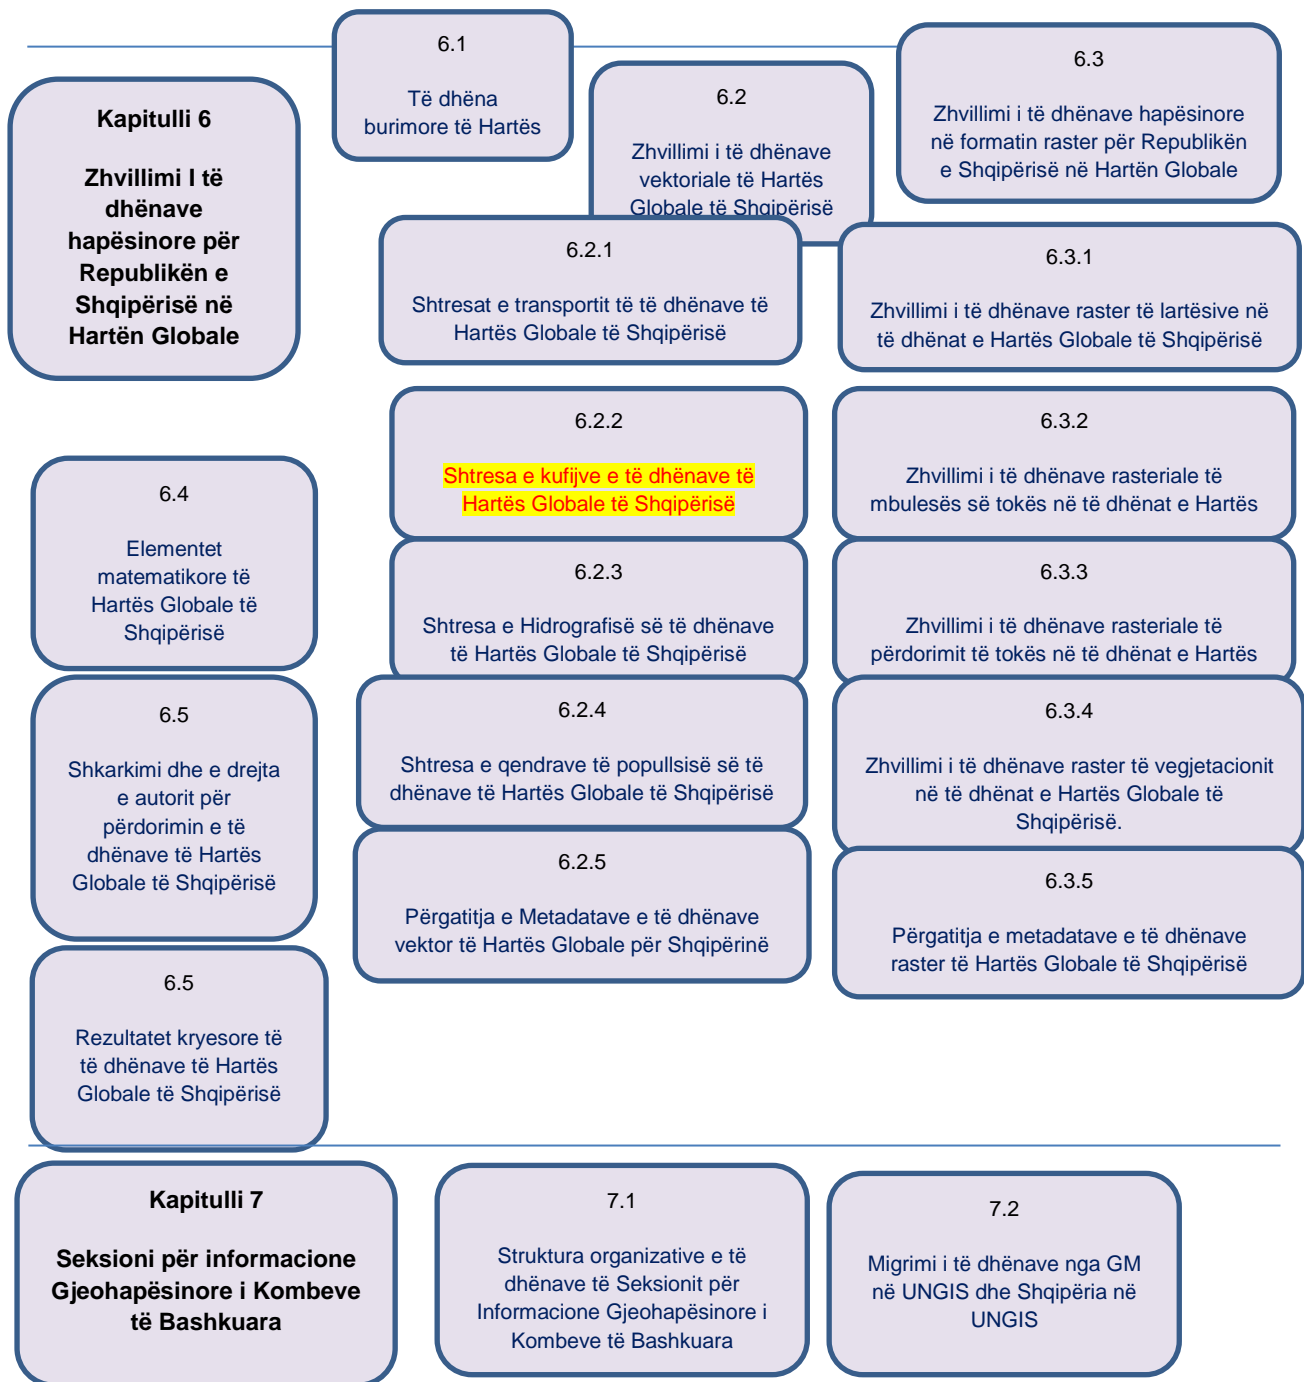 Kapitulli 6
Zhvillimi I të
dhënave
hapësinore për
Republikën e
Shqipërisë në
Hartën Globale
6.1
Të dhëna
burimore të Hartës
6.2
Zhvillimi i të dhënave
vektoriale të Hartës
Globale të Shqipërisë
6.3
Zhvillimi i të dhënave hapësinore
në formatin raster për Republikën
e Shqipërisë në Hartën Globale
6.2.1
Shtresat e transportit të të dhënave të
Hartës Globale të Shqipërisë
6.3.1
Zhvillimi i të dhënave raster të lartësive në
të dhënat e Hartës Globale të Shqipërisë
6.2.2
Shtresa e kufijve e të dhënave të
Hartës Globale të Shqipërisë
6.3.2
Zhvillimi i të dhënave rasteriale të
mbulesës së tokës në të dhënat e Hartës
6.4
Elementet
matematikore të
Hartës Globale të
Shqipërisë
6.2.3
Shtresa e Hidrografisë së të dhënave
të Hartës Globale të Shqipërisë
6.3.3
Zhvillimi i të dhënave rasteriale të
përdorimit të tokës në të dhënat e Hartës
6.5
Shkarkimi dhe e drejta
e autorit për
përdorimin e të
dhënave të Hartës
Globale të Shqipërisë
6.2.4
Shtresa e qendrave të popullsisë së të
dhënave të Hartës Globale të Shqipërisë
6.3.4
Zhvillimi i të dhënave raster të vegjetacionit
në të dhënat e Hartës Globale të
Shqipërisë.
6.2.5
Përgatitja e Metadatave e të dhënave
vektor të Hartës Globale për Shqipërinë
6.3.5
Përgatitja e metadatave e të dhënave
raster të Hartës Globale të Shqipërisë
6.5
Rezultatet kryesore të
të dhënave të Hartës
Globale të Shqipërisë
Kapitulli 7
Seksioni për informacione
Gjeohapësinore i Kombeve
të Bashkuara
7.1
Struktura organizative e të
dhënave të Seksionit për
Informacione Gjeohapësinore i
Kombeve të Bashkuara
7.2
Migrimi i të dhënave nga GM
në UNGIS dhe Shqipëria në
UNGIS